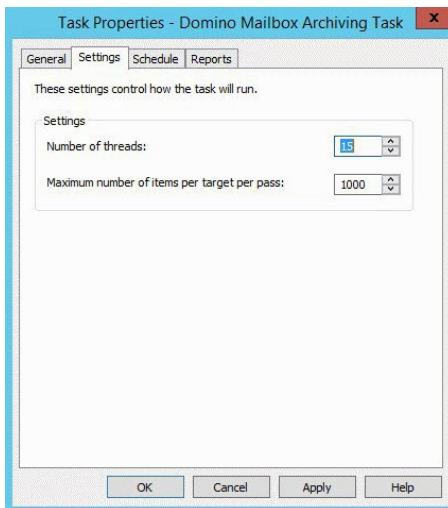 Task Properties - Domino Mailbox Archiving Task x
General Settings Schedule Reports
These settings control how the task will run.
Settings
Number of threads: 15
Maximum number of items per target per pass: 1000
OK Cancel Apply Help